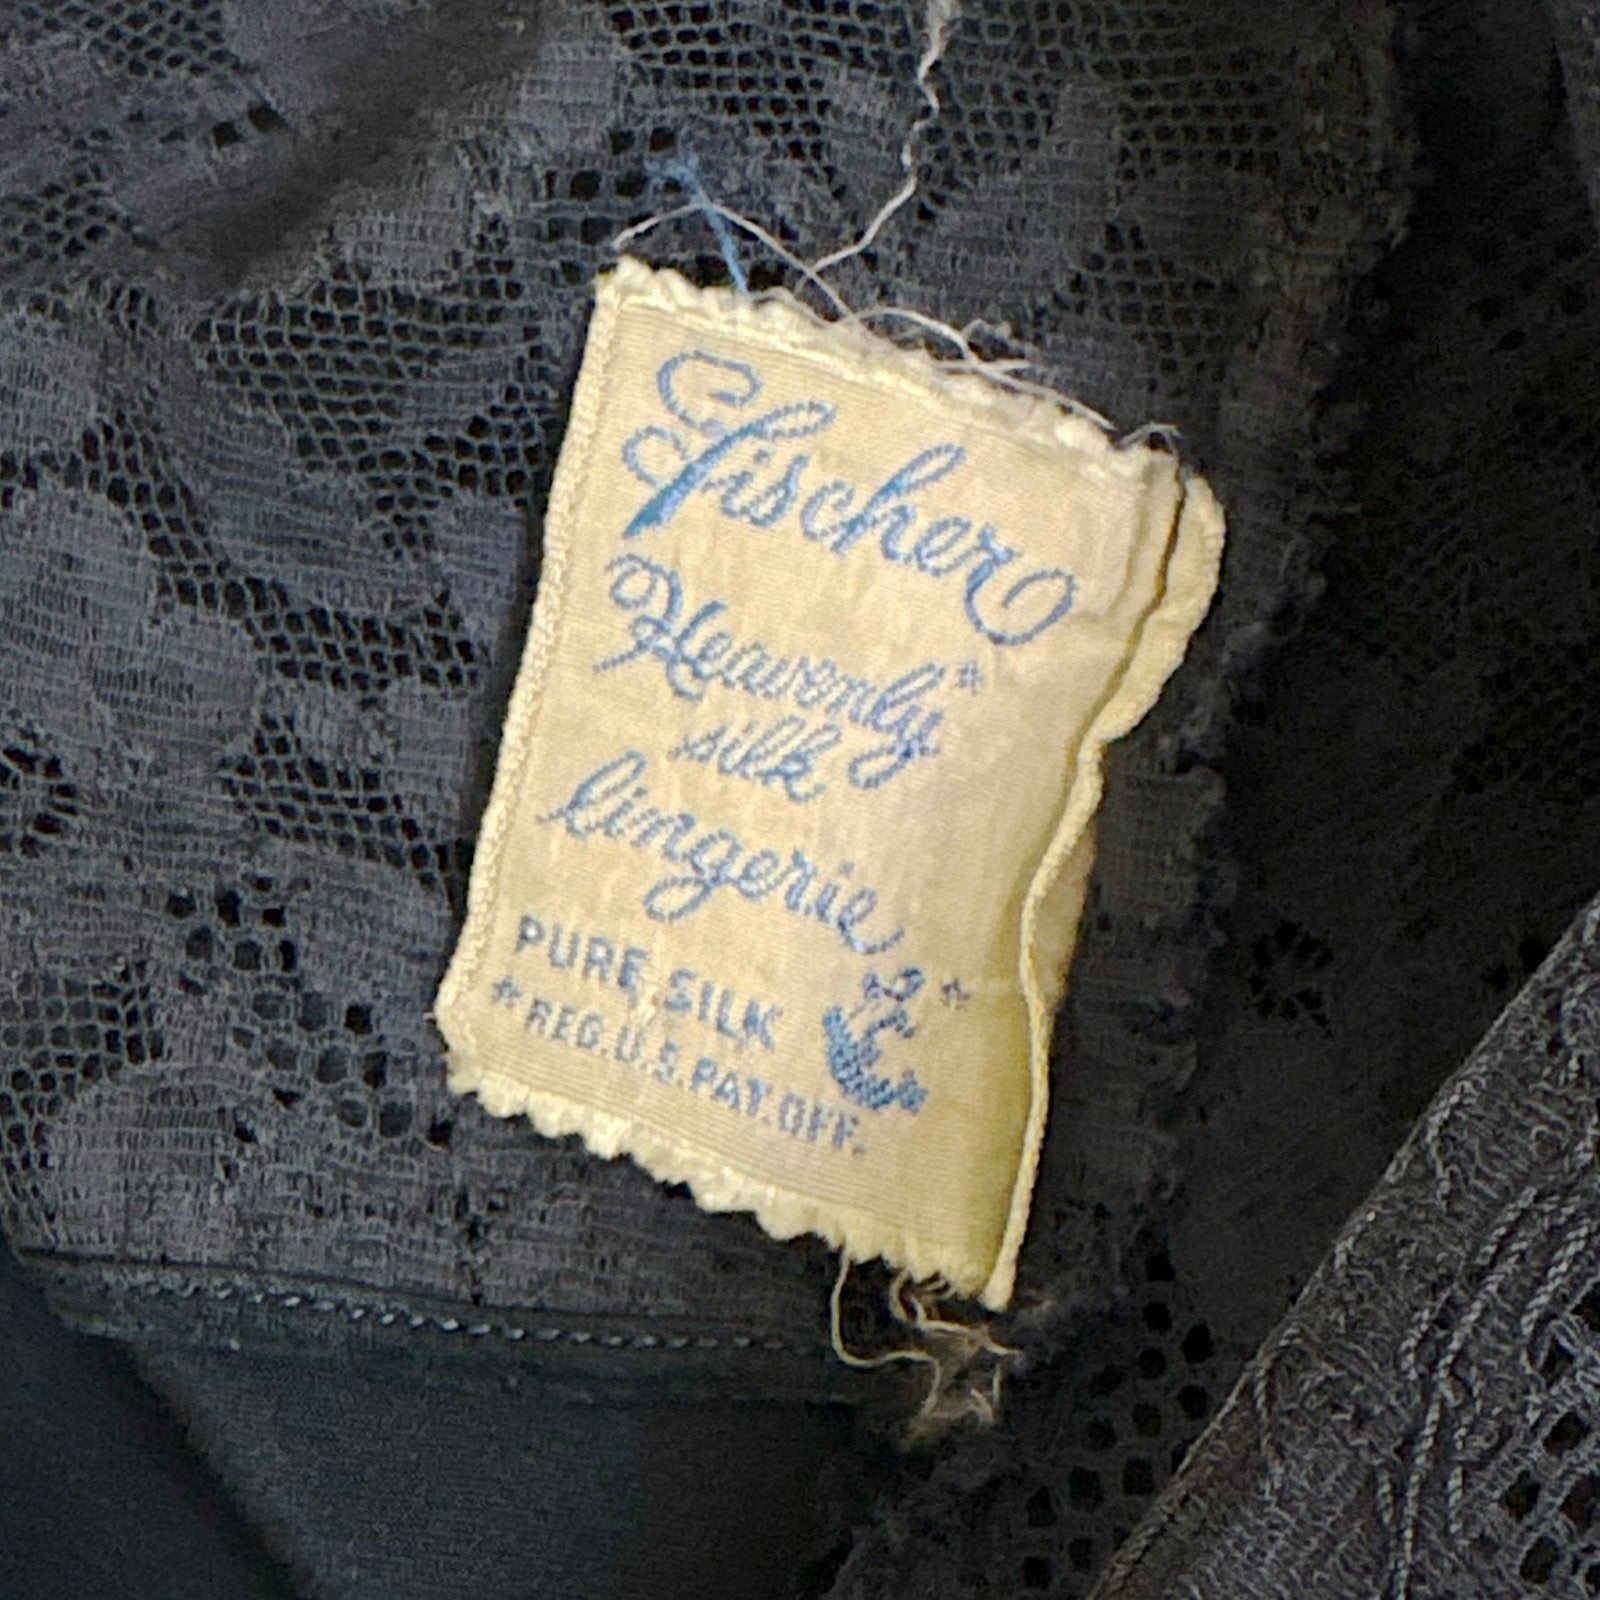 Fischer
Heavenly*
silk
lingerie
PURE SILK *
*REG.U.S.PAT.OFF.